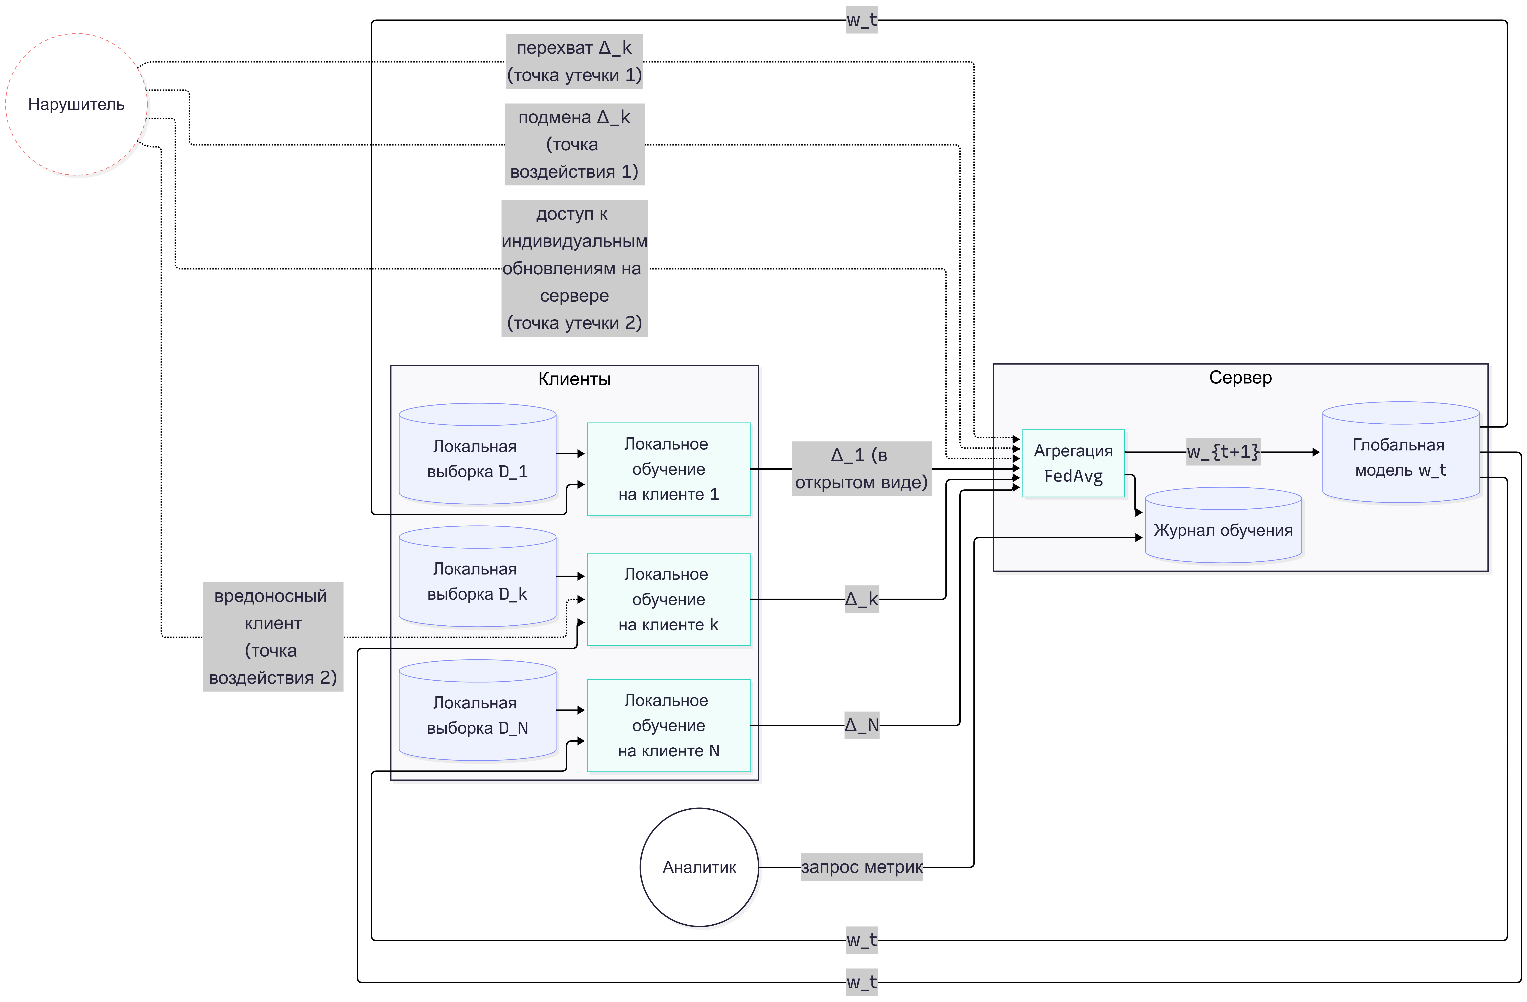 w_t
Нарушитель
перехват Δ_k
(точка утечки 1)
подмена Δ_k
(точка
воздействия 1)
доступ к
индивидуальным
обновлениям на
сервере
(точка утечки 2)
Клиенты
Локальная
выборка D_1
Локальное
обучение
на клиенте 1
Δ_1 (в
открытом виде)
Сервер
Агрегация
FedAvg
w_{t+1}
Глобальная
модель w_t
Журнал обучения
Локальная
выборка D_k
Локальное
обучение
на клиенте k
Δ_k
вредоносный
клиент
(точка
воздействия 2)
Локальная
выборка D_N
Локальное
обучение
на клиенте N
Δ_N
Аналитик
запрос метрик
w_t
w_t